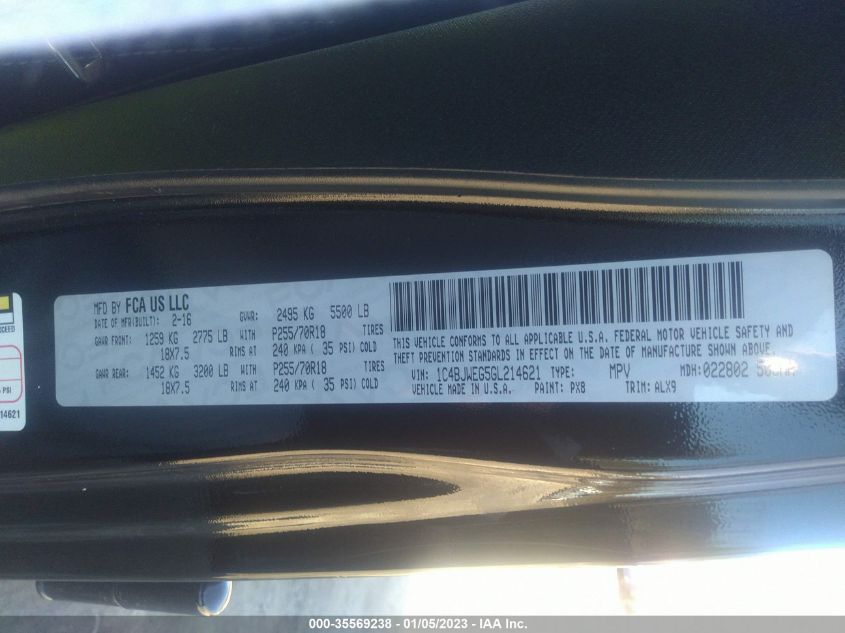 MFD BY FCA US LLC
DATE OF MFR(BUILT): 2-16 GVWR: 2495 KG 5500 LB
GAWR FRONT: 1259 KG 2775 LB WITH P255/70R18 TIRES
18X7.5 RIMS AT 240 KPA ( 35 PSI) COLD
GAWR REAR: 1452 KG 3200 LB WITH P255/70R18 TIRES
18X7.5 RIMS AT 240 KPA ( 35 PSI) COLD
THIS VEHICLE CONFORMS TO ALL APPLICABLE U.S.A. FEDERAL MOTOR VEHICLE SAFETY AND
THEFT PREVENTION STANDARDS IN EFFECT ON THE DATE OF MANUFACTURE SHOWN ABOVE.
VIN: 1C4BJWEG5GL214621 TYPE: MPV MDH: 022802
VEHICLE MADE IN U.S.A. PAINT: PX8 TRIM: ALX9
EXCEED
PSI
14621
000-35569238 - 01/05/2023 - IAA Inc.